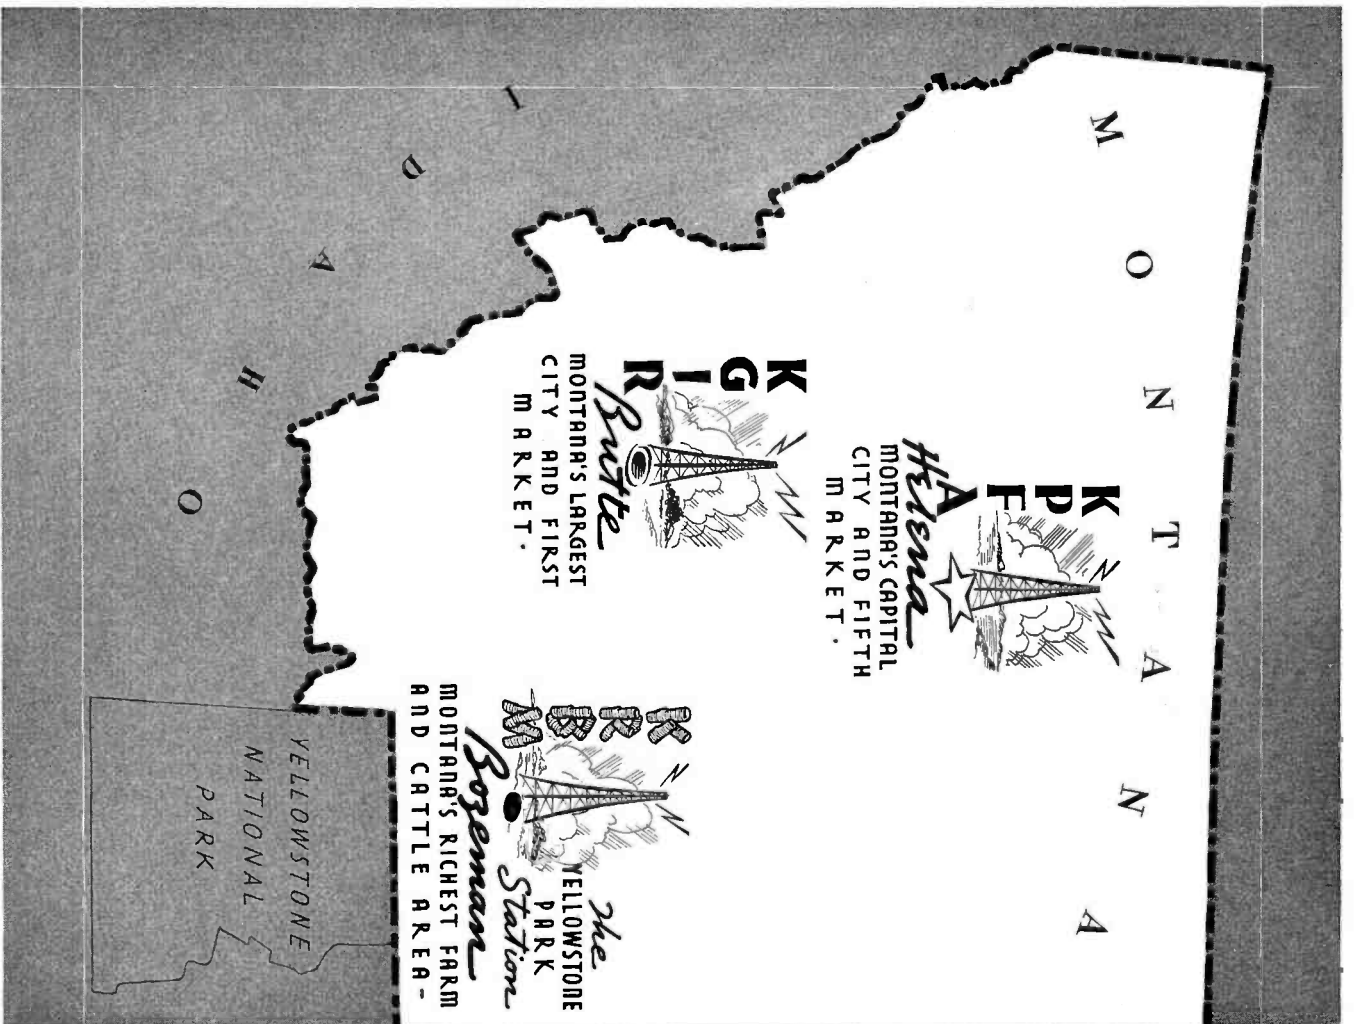 MONTANA
KPFA
Helena
MONTANA'S CAPITAL
CITY AND FIFTH
MARKET.
KGIR
Butte
MONTANA'S LARGEST
CITY AND FIRST
MARKET.
KRBM
The
YELLOWSTONE
PARK
Station
Bozeman
MONTANA'S RICHEST FARM
AND CATTLE AREA-
IDAHO
YELLOWSTONE
NATIONAL
PARK